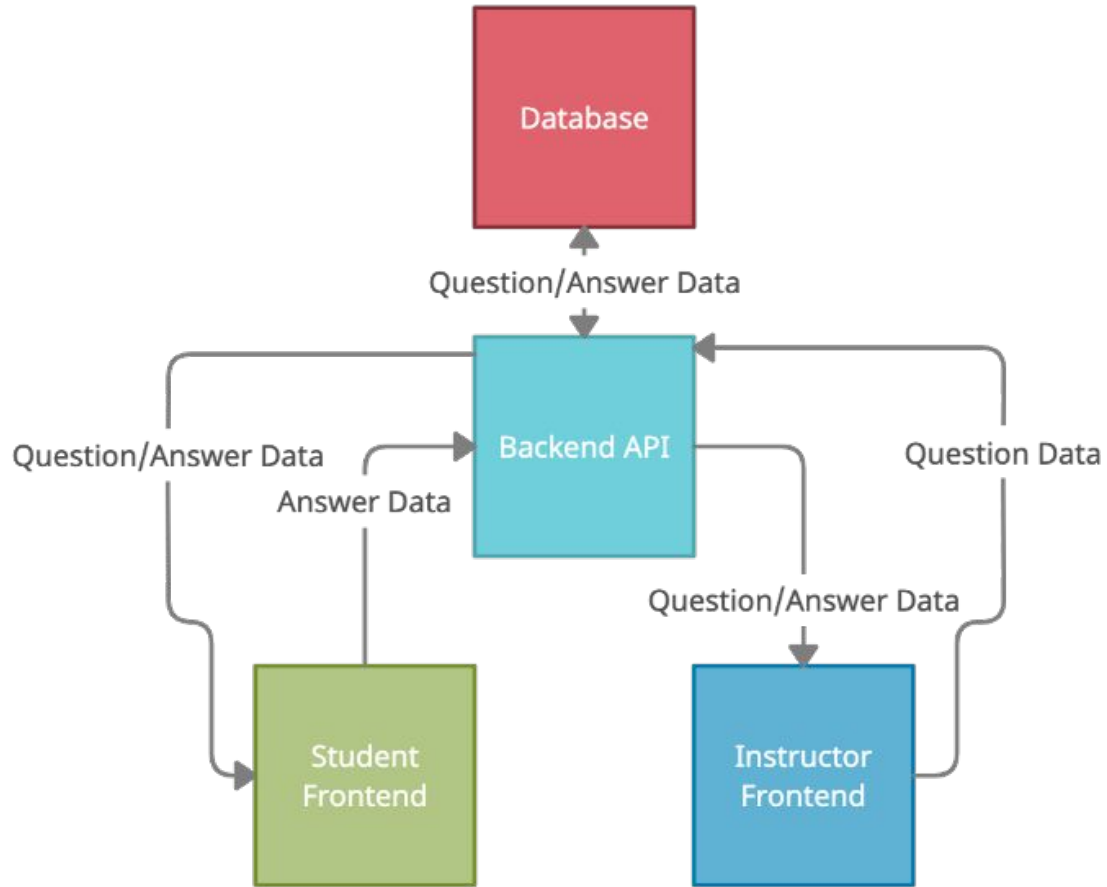 Database
Question/Answer Data
Question/Answer Data
Answer Data
Backend API
Question Data
Question/Answer Data
Student
Frontend
Instructor
Frontend